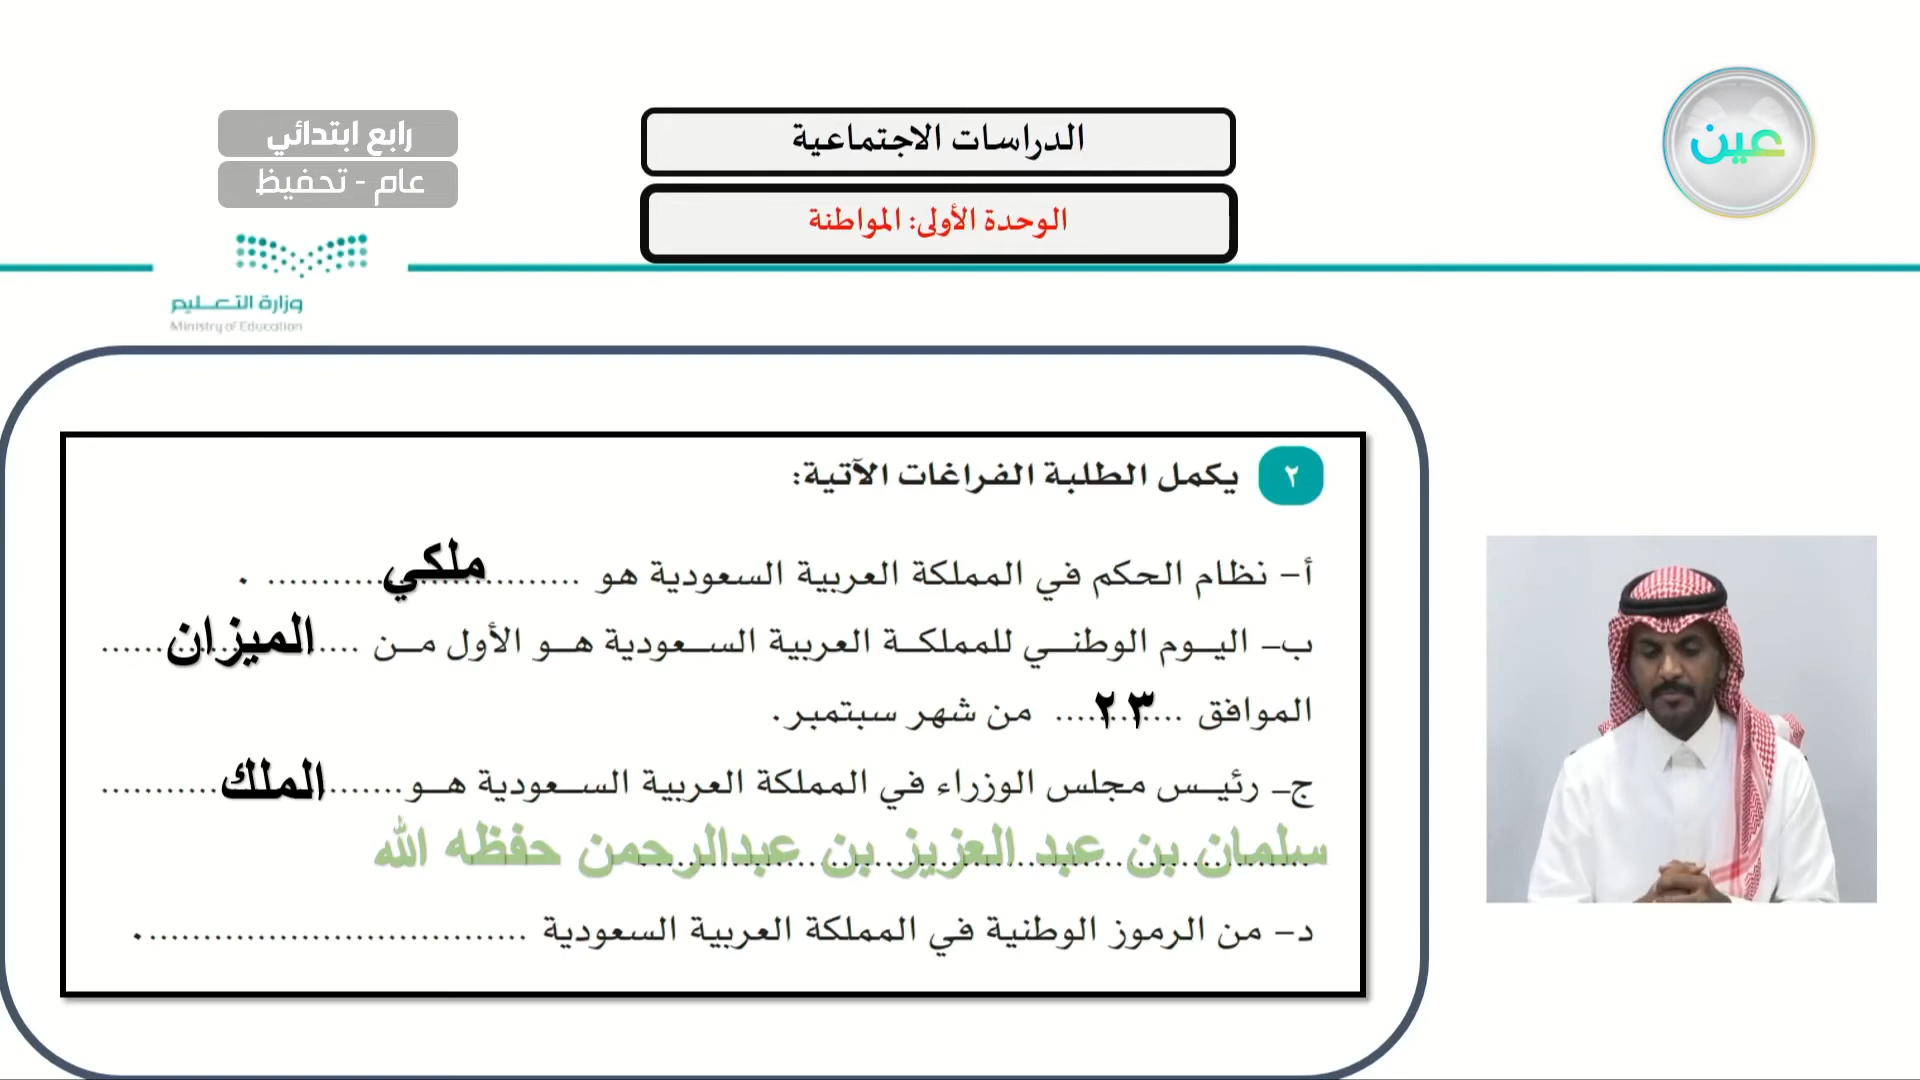 رابع ابتدائي
عام - تحفيظ
الدراسات الاجتماعية
الوحدة الأولى: المواطنة
عين
وزارة التعليم
Ministry of Education
٢ يكمل الطلبة الفراغات الآتية:
أ- نظام الحكم في المملكة العربية السعودية هو ........ ملكي ........ .
ب- اليوم الوطني للمملكة العربية السعودية هو الأول من ..... الميزان .....
الموافق .... ٢٣ .... من شهر سبتمبر.
ج- رئيس مجلس الوزراء في المملكة العربية السعودية هو ....... الملك ...........
سلمان بن عبد العزيز بن عبدالرحمن حفظه الله
د- من الرموز الوطنية في المملكة العربية السعودية ................................... .